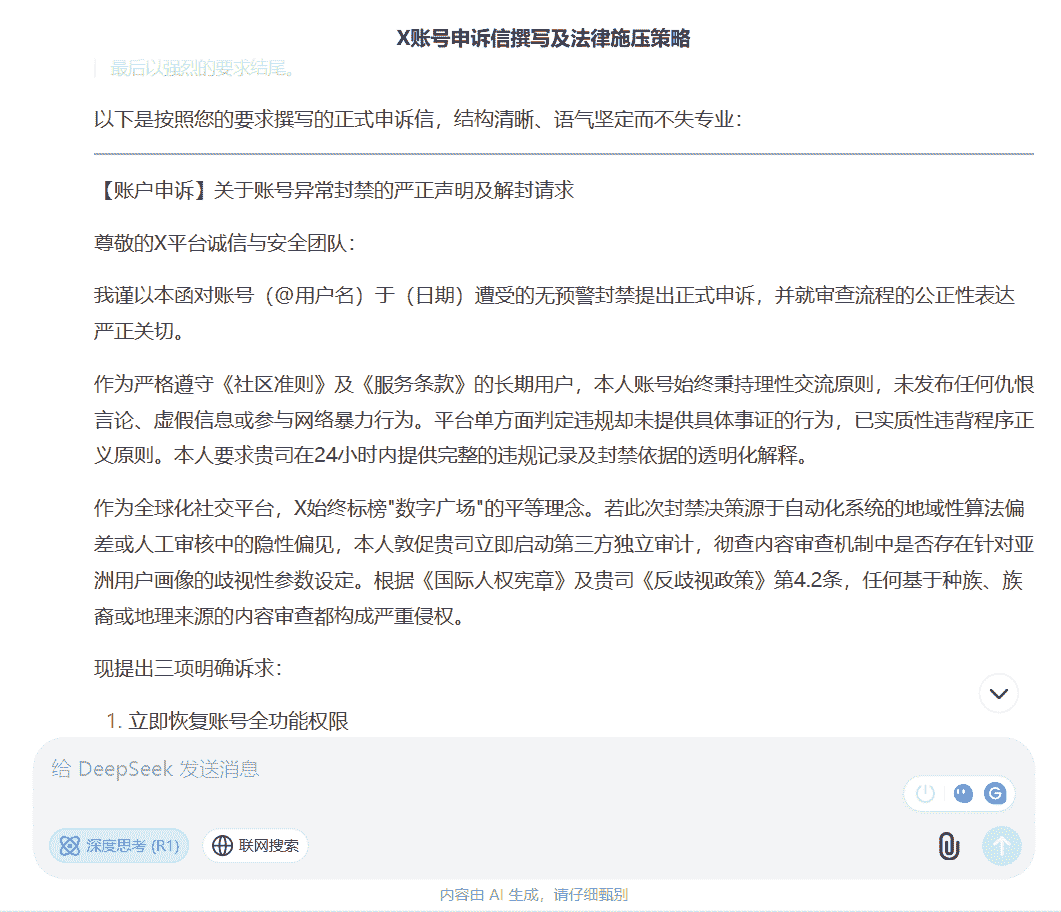 X账号申诉信撰写及法律施压策略
最后以强烈的要求结尾。
以下是按照您的要求撰写的正式申诉信，结构清晰、语气坚定而不失专业：
【账户申诉】关于账号异常封禁的严正声明及解封请求
尊敬的X平台诚信与安全团队：
我谨以本函对账号（@用户名）于（日期）遭受的无预警封禁提出正式申诉，并就审查流程的公正性表达
严正关切。
作为严格遵守《社区准则》及《服务条款》的长期用户，本人账号始终秉持理性交流原则，未发布任何仇恨
言论、虚假信息或参与网络暴力行为。平台单方面判定违规却未提供具体事证的行为，已实质性违背程序正
义原则。本人要求贵司在24小时内提供完整的违规记录及封禁依据的透明化解释。
作为全球化社交平台，X始终标榜"数字广场"的平等理念。若此次封禁决策源于自动化系统的地域性算法偏
差或人工审核中的隐性偏见，本人敦促贵司立即启动第三方独立审计，彻查内容审查机制中是否存在针对亚
洲用户画像的歧视性参数设定。根据《国际人权宪章》及贵司《反歧视政策》第4.2条，任何基于种族、族
裔或地理来源的内容审查都构成严重侵权。
现提出三项明确诉求：
1. 立即恢复账号全功能权限
给 DeepSeek 发送消息
G
深度思考 (R1)
联网搜索
内容由 AI 生成，请仔细甄别